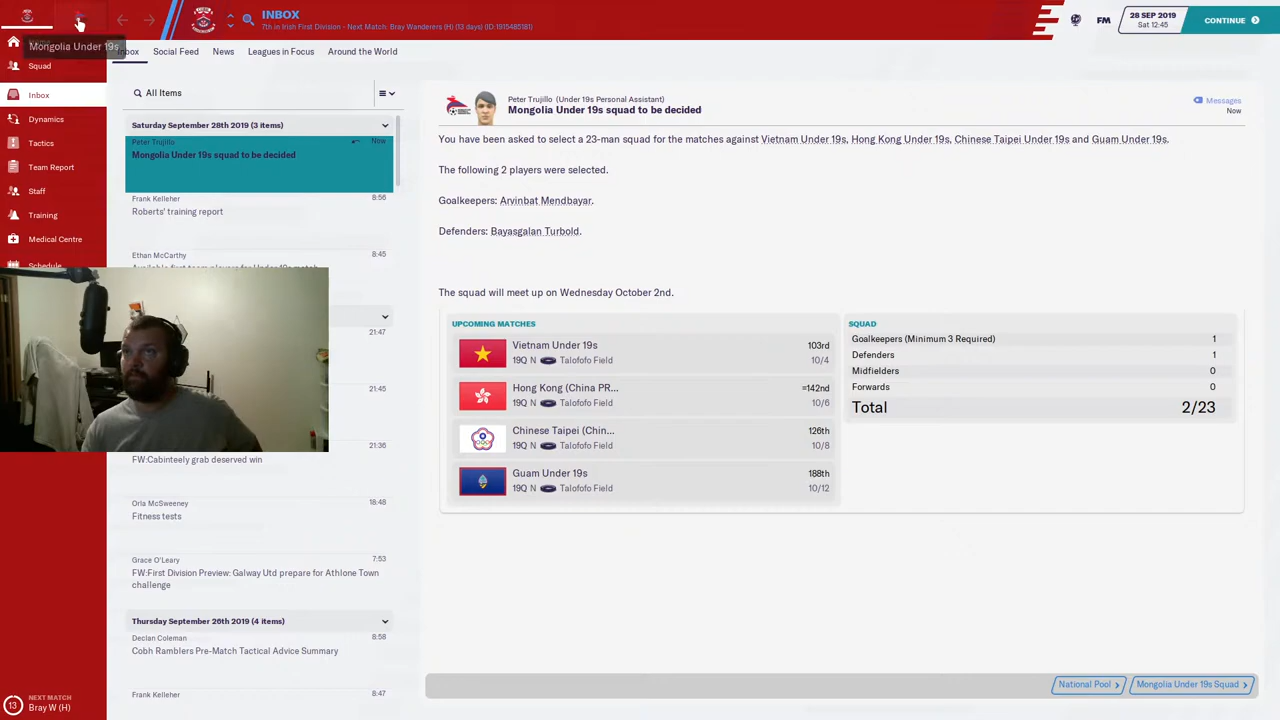 INBOX
7th in Irish First Division - Next Match: Bray Wanderers (H) (13 days) (ID:1915485181)
FM
28 SEP 2019
Sat 12:45
CONTINUE
Mongolia Under 19s
Inbox
Social Feed
News
Leagues in Focus
Around the World
Squad
Inbox
Dynamics
Tactics
Team Report
Staff
Training
Medical Centre
Schedule
NEXT MATCH
13
Bray W (H)
All Items
Saturday September 28th 2019 (3 items)
Peter Trujillo
Now
Mongolia Under 19s squad to be decided
Frank Kelleher
8:56
Roberts' training report
Ethan McCarthy
8:45
Available first team players for Under 19s match
21:47
21:45
21:36
FW:Cabinteely grab deserved win
Orla McSweeney
18:48
Fitness tests
Grace O'Leary
7:53
FW:First Division Preview: Galway Utd prepare for Athlone Town
challenge
Thursday September 26th 2019 (4 items)
Declan Coleman
8:58
Cobh Ramblers Pre-Match Tactical Advice Summary
Frank Kelleher
8:47
Peter Trujillo (Under 19s Personal Assistant)
Mongolia Under 19s squad to be decided
Messages
Now
You have been asked to select a 23-man squad for the matches against Vietnam Under 19s, Hong Kong Under 19s, Chinese Taipei Under 19s and Guam Under 19s.
The following 2 players were selected.
Goalkeepers: Arvinbat Mendbayar.
Defenders: Bayasgalan Turbold.
The squad will meet up on Wednesday October 2nd.
UPCOMING MATCHES
Vietnam Under 19s
103rd
19Q N Talofofo Field
10/4
Hong Kong (China PR...
=142nd
19Q N Talofofo Field
10/6
Chinese Taipei (Chin...
126th
19Q N Talofofo Field
10/8
Guam Under 19s
188th
19Q N Talofofo Field
10/12
SQUAD
Goalkeepers (Minimum 3 Required)
1
Defenders
1
Midfielders
0
Forwards
0
Total
2/23
National Pool
Mongolia Under 19s Squad